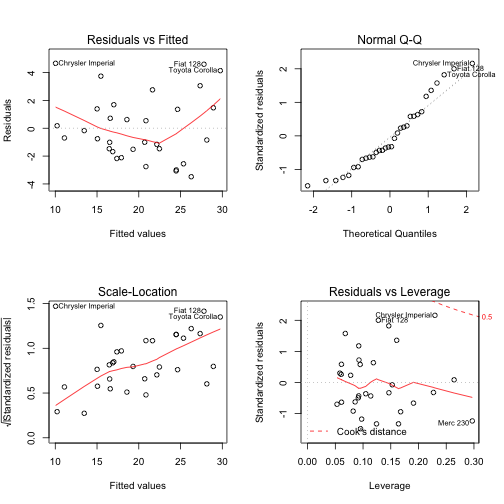 Residuals vs Fitted
Residuals
-4 -2 0 2 4
Chrysler Imperial
Fiat 128
Toyota Corolla
10 15 20 25 30
Fitted values
Normal Q-Q
Standardized residuals
-1 0 1 2
Chrysler Imperial
Fiat 128
Toyota Corolla
-2 -1 0 1 2
Theoretical Quantiles
Scale-Location
√|Standardized residuals|
0.0 0.5 1.0 1.5
Chrysler Imperial
Fiat 128
Toyota Corolla
10 15 20 25 30
Fitted values
Residuals vs Leverage
Standardized residuals
-1 0 1 2
Chrysler Imperial
Fiat 128
0.5
Merc 230
Cook's distance
0.00 0.05 0.10 0.15 0.20 0.25 0.30
Leverage